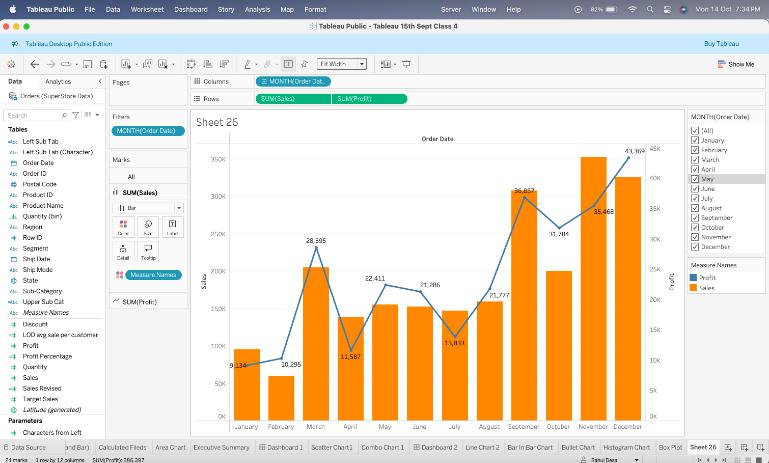 Tableau Public File Data Worksheet Dashboard Story Analysis Map Format Server Window Help 82% Mon 14 Oct 7:34 PM
Tableau Public - Tableau 15th Sept Class 4
Tableau Desktop Public Edition Buy Tableau
Fit Width Show Me
Data Analytics
Orders (SuperStore Data)
Search
Tables
Left Sub Tab
Left Sub Tab (Character)
Order Date
Order ID
Postal Code
Product ID
Product Name
Quantity (bin)
Region
Row ID
Segment
Ship Date
Ship Mode
State
Sub-Category
Upper Sub Cat
Measure Names
Discount
LOD avg sale per customer
Profit
Profit Percentage
Quantity
Sales
Sales Revised
Target Sales
Latitude (generated)
Parameters
Characters from Left
Pages
Filters
MONTH(Order Date)
Marks
All
SUM(Sales)
Bar
Color Size Label
Detail Tooltip
Measure Names
SUM(Profit)
Columns MONTH(Order Dat..
Rows SUM(Sales) SUM(Profit)
Sheet 26
Order Date
Sales
350K
300K
250K
200K
150K
100K
50K
0K
9,134
10,295
28,595
11,587
22,411
21,286
13,833
21,777
36,857
31,784
35,468
43,369
45K
40K
35K
30K
25K
20K
15K
10K
5K
0K
Profit
January February March April May June July August September October November December
MONTH(Order Date)
(All)
January
February
March
April
May
June
July
August
September
October
November
December
Measure Names
Profit
Sales
Data Source and Bar) Calculated Fileds Area Chart Executive Summary Dashboard 1 Scatter Chart1 Combo Chart 1 Dashboard 2 Line Chart 2 Bar in Bar Chart Bullet Chart Histogram Chart Box Plot Sheet 26
24 marks 1 row by 12 columns SUM(Profit): 286,397 Rahul Desa